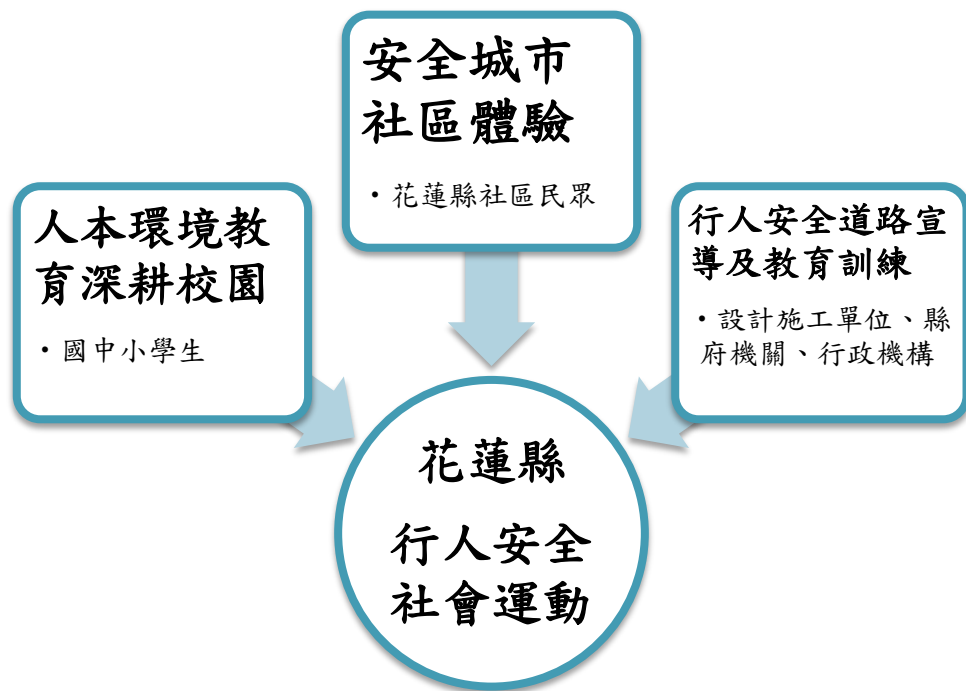 安全城市
社區體驗
・花蓮縣社區民眾
人本環境教
育深耕校園
・國中小學生
行人安全道路宣
導及教育訓練
・設計施工單位、縣
府機關、行政機構
花蓮縣
行人安全
社會運動